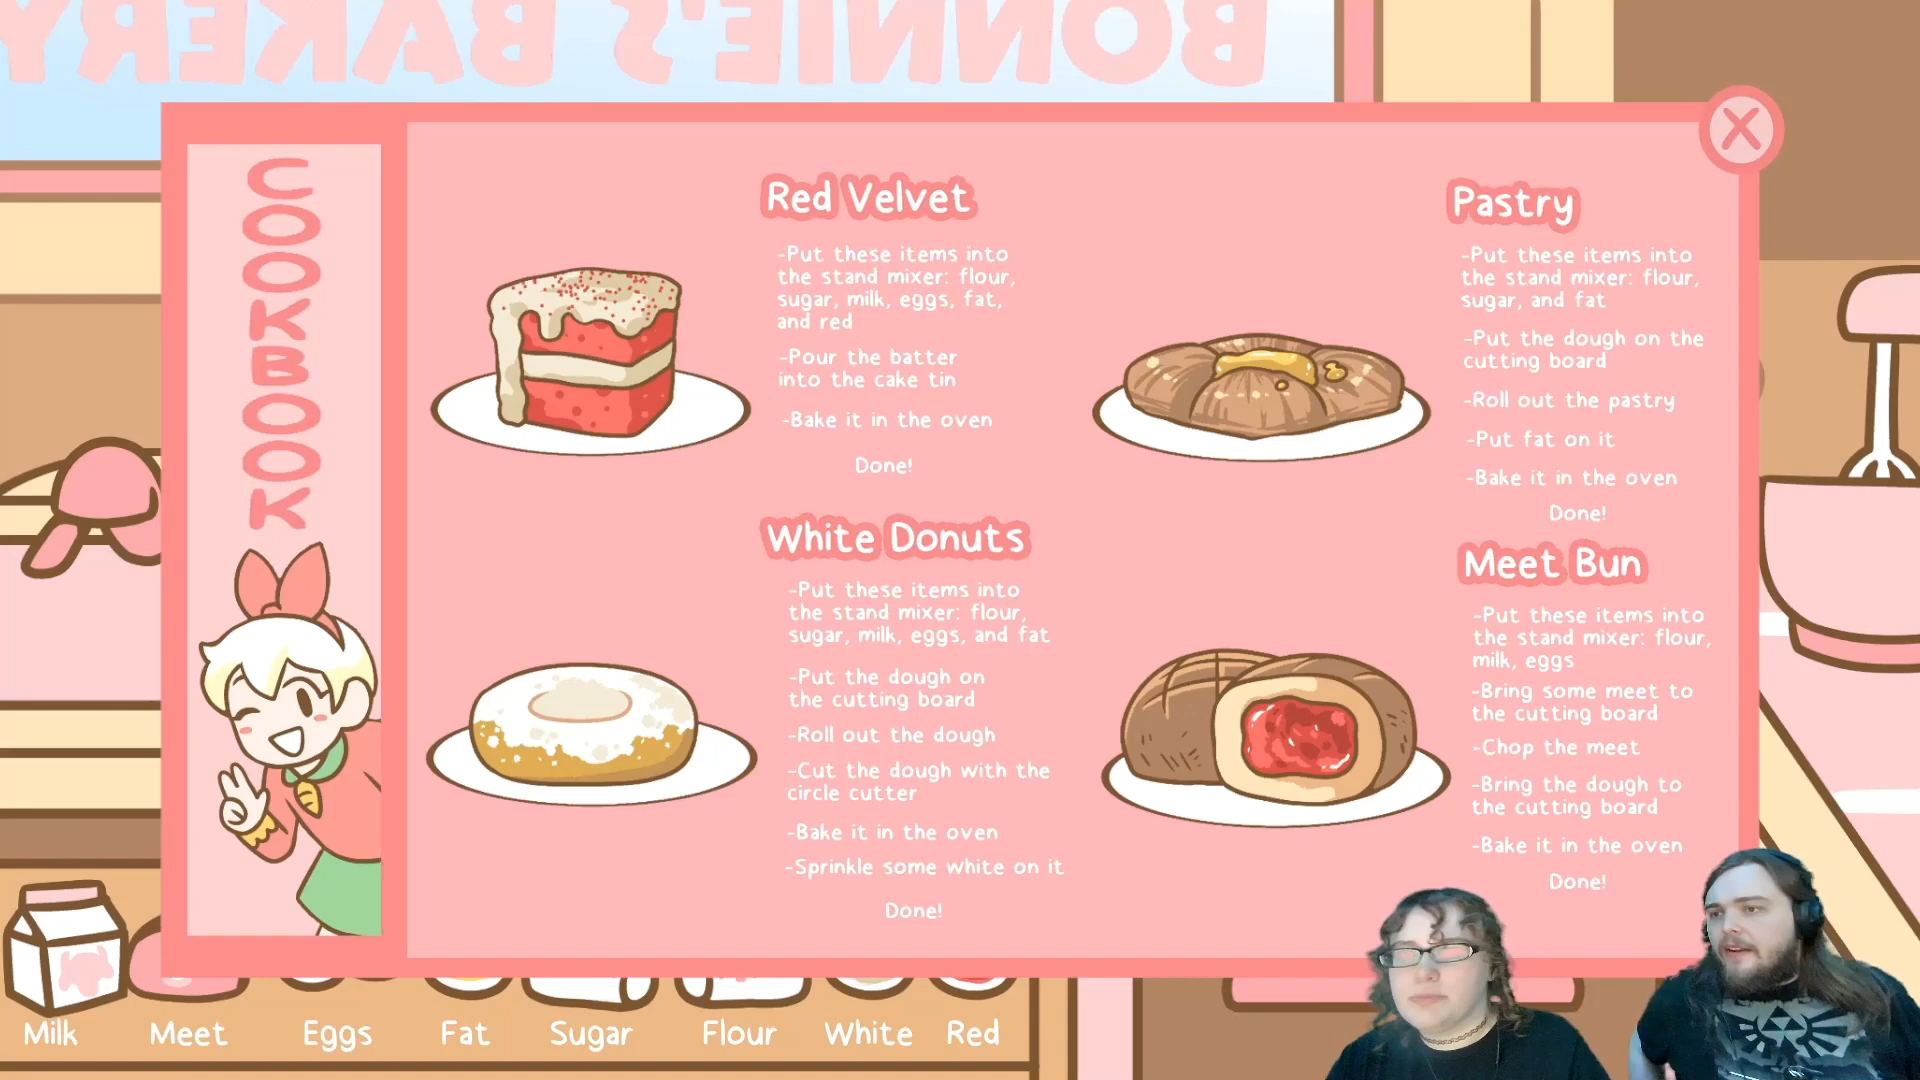 BONNIE'S BAKERY
COOKBOOK
Red Velvet
-Put these items into
the stand mixer: flour,
sugar, milk, eggs, fat,
and red
-Pour the batter
into the cake tin
-Bake it in the oven
Done!
White Donuts
-Put these items into
the stand mixer: flour,
sugar, milk, eggs, and fat
-Put the dough on
the cutting board
-Roll out the dough
-Cut the dough with the
circle cutter
-Bake it in the oven
-Sprinkle some white on it
Done!
Pastry
-Put these items into
the stand mixer: flour,
sugar, and fat
-Put the dough on the
cutting board
-Roll out the pastry
-Put fat on it
-Bake it in the oven
Done!
Meet Bun
-Put these items into
the stand mixer: flour,
milk, eggs
-Bring some meet to
the cutting board
-Chop the meet
-Bring the dough to
the cutting board
-Bake it in the oven
Done!
Milk Meet Eggs Fat Sugar Flour White Red